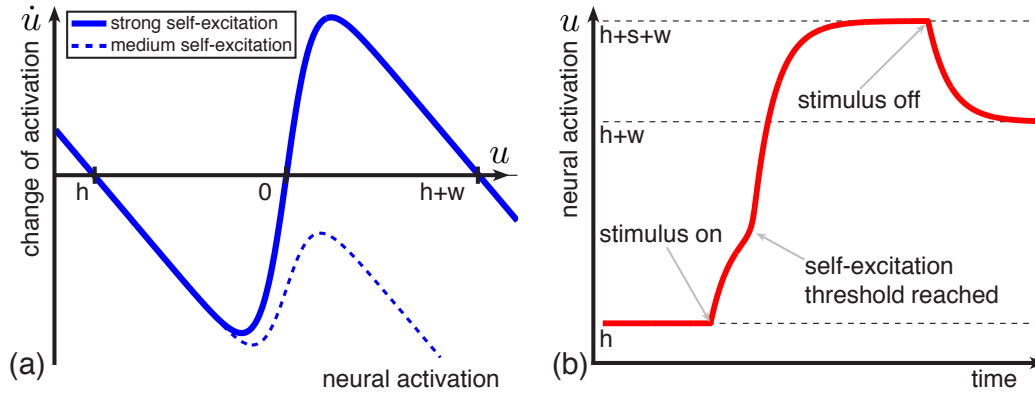 u̇
strong self-excitation
medium self-excitation
change of activation
u
h
0
h+w
(a)
neural activation
u
neural activation
h+s+w
stimulus off
h+w
stimulus on
self-excitation
threshold reached
h
(b)
time